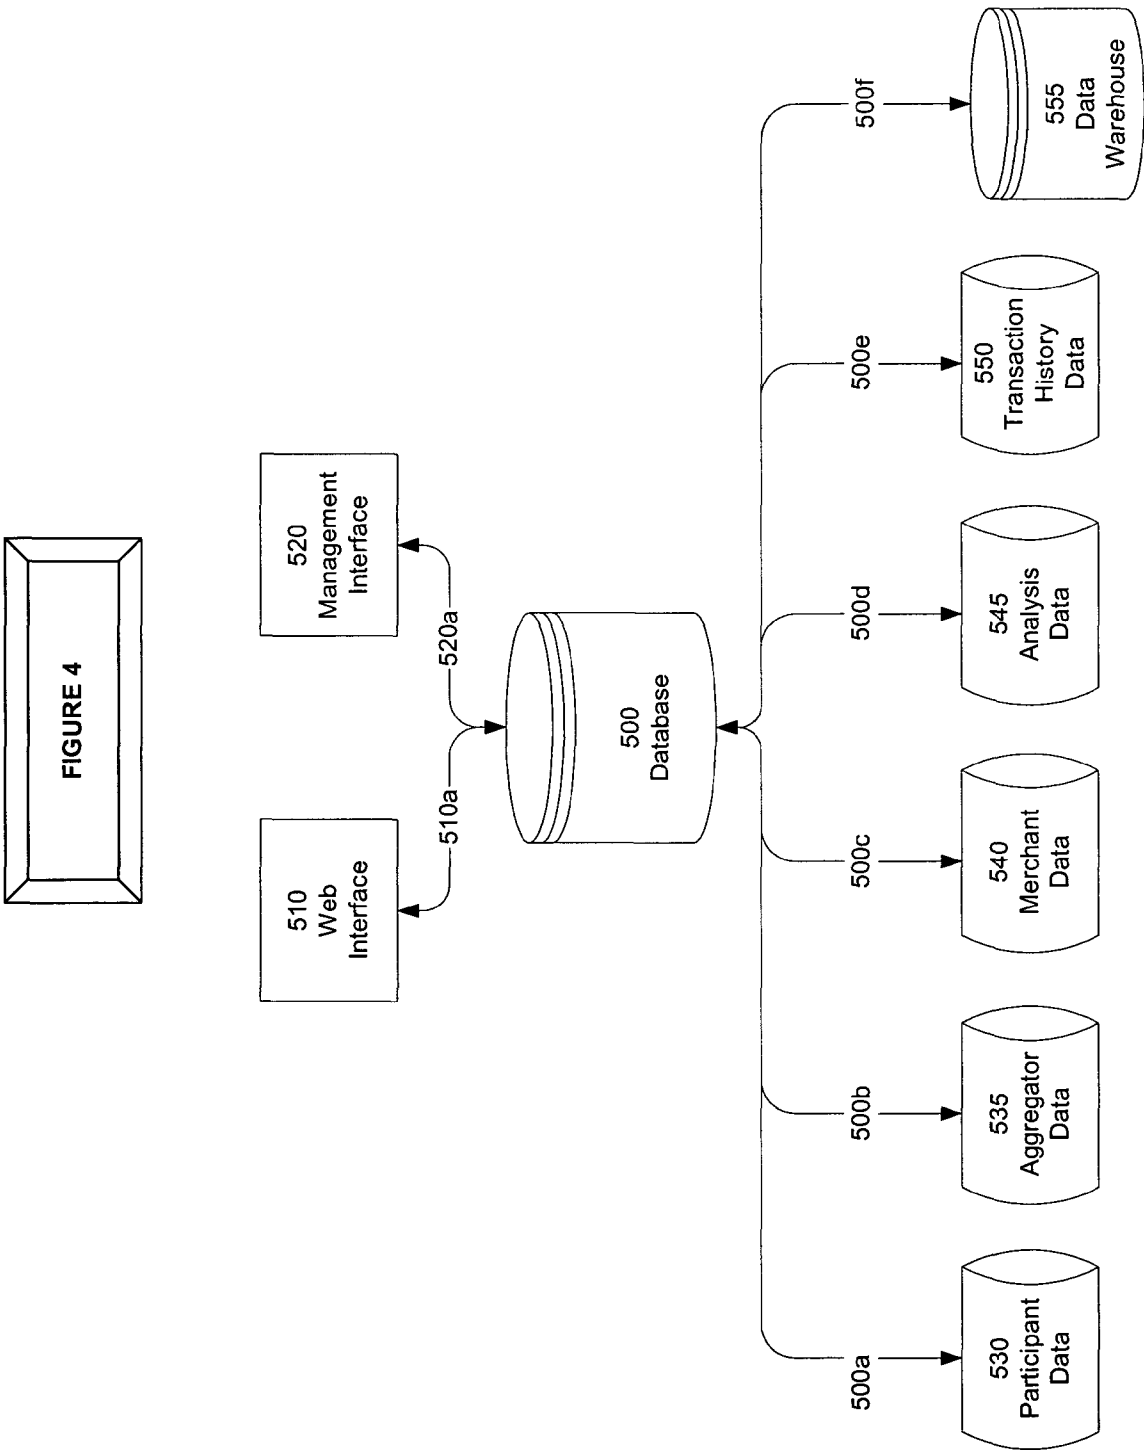 FIGURE 4
510
Web
Interface
520
Management
Interface
510a
520a
500
Database
500a
500b
500c
500d
500e
500f
530
Participant
Data
535
Aggregator
Data
540
Merchant
Data
545
Analysis
Data
550
Transaction
History
Data
555
Data
Warehouse